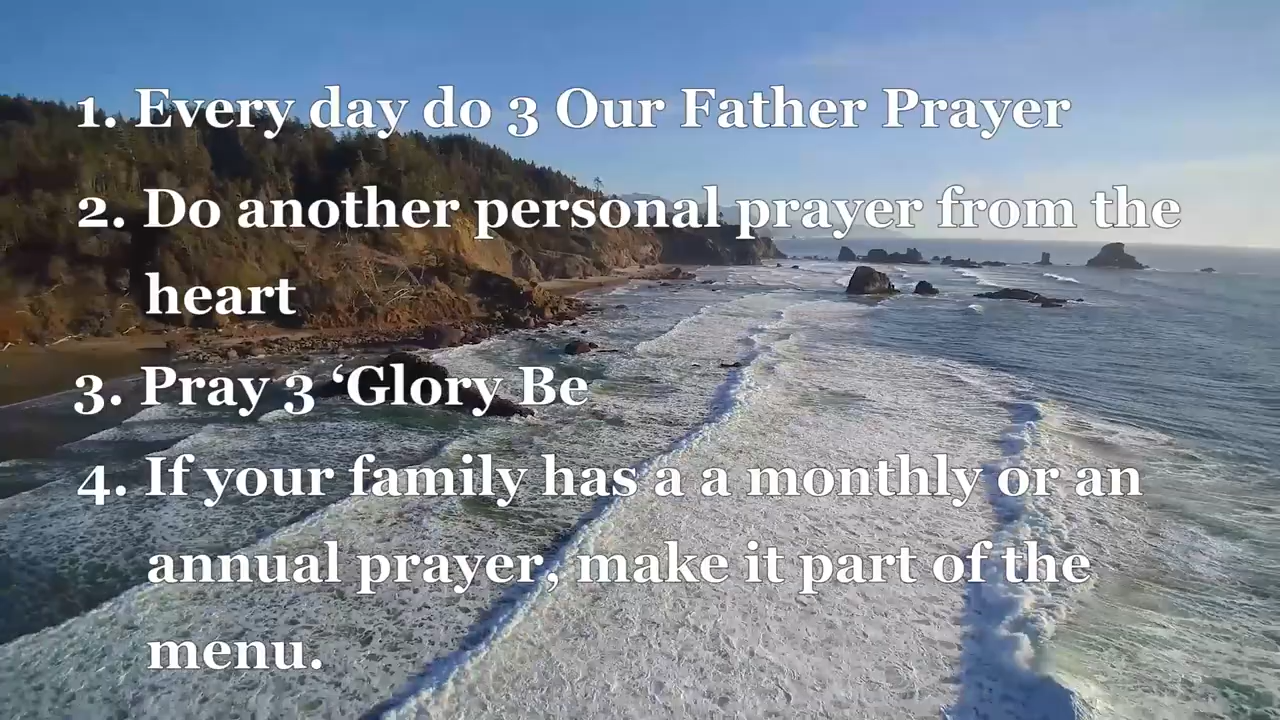 1. Every day do 3 Our Father Prayer
2. Do another personal prayer from the
heart
3. Pray 3 ‘Glory Be
4. If your family has a a monthly or an
annual prayer, make it part of the
menu.